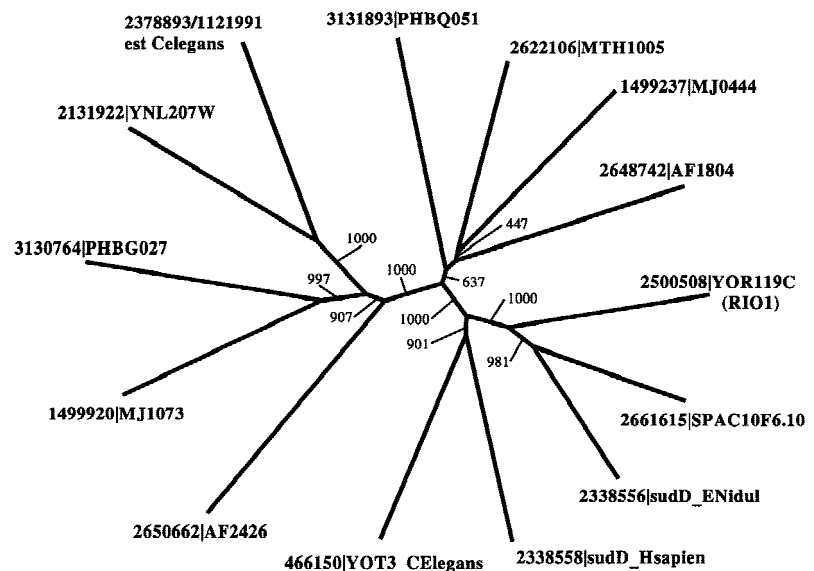 2378893/1121991
est Celegans
3131893|PHBQ051
2622106|MTH1005
1499237|MJ0444
2131922|YNL207W
2648742|AF1804
447
1000
3130764|PHBG027
1000
997
637
2500508|YOR119C
(RIO1)
907
1000
1000
901
981
1499920|MJ1073
2661615|SPAC10F6.10
2338556|sudD_ENidul
2650662|AF2426
466150|YOT3_CElegans
2338558|sudD_Hsapien